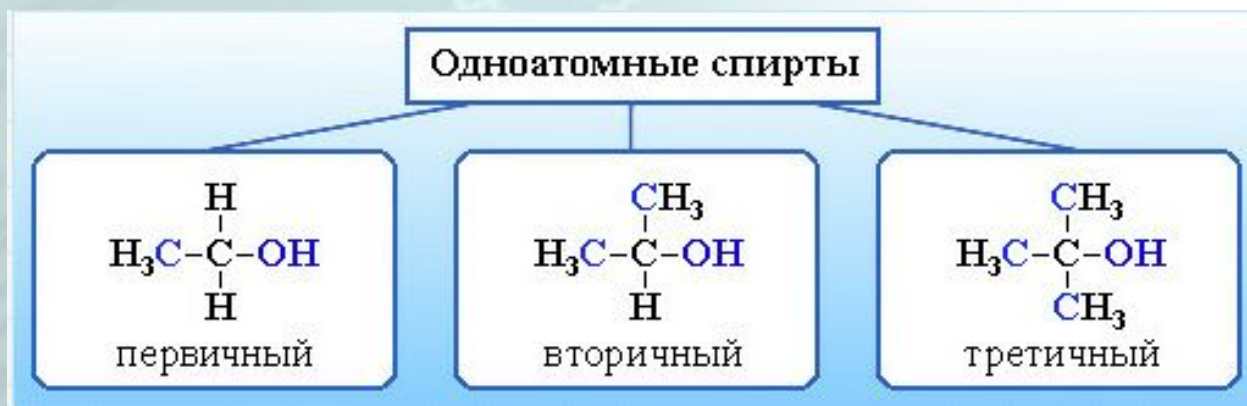 Одноатомные спирты
H
H₃C–C–OH
H
первичный
CH₃
H₃C–C–OH
H
вторичный
CH₃
H₃C–C–OH
CH₃
третичный